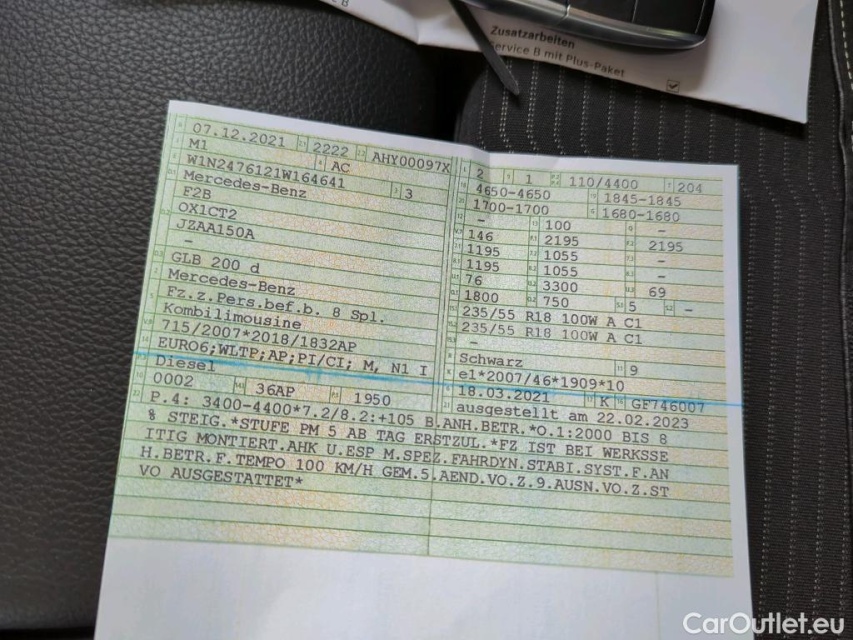 Zusatzarbeiten
Service B mit Plus-Paket
07.12.2021 2222 AHY00097X
M1 AC
W1N2476121W164641 3
Mercedes-Benz
F2B
OX1CT2
JZAA150A
-
GLB 200 d
Mercedes-Benz
Fz.z.Pers.bef.b. 8 Spl.
Kombilimousine
715/2007*2018/1832AP
EURO6;WLTP;AP;PI/CI; M, N1 I
Diesel
0002 36AP 1950
2 1 110/4400 204
4650-4650 1845-1845
1700-1700 1680-1680
- 100 -
146 2195 2195
1195 1055 -
1195 1055 -
76 3300 69
1800 750 5 -
235/55 R18 100W A C1
235/55 R18 100W A C1
-
Schwarz 9
e1*2007/46*1909*10
18.03.2021 K GF746007
ausgestellt am 22.02.2023
P.4: 3400-4400*7.2/8.2:+105 B.ANH.BETR.*O.1:2000 BIS 8
% STEIG.*STUFE PM 5 AB TAG ERSTZUL.*FZ IST BEI WERKSSE
ITIG MONTIERT.AHK U.ESP M.SPEZ.FAHRDYN.STABI.SYST.F.AN
H.BETR.F.TEMPO 100 KM/H GEM.5.AEND.VO.Z.9.AUSN.VO.Z.ST
VO AUSGESTATTET*
CarOutlet.eu